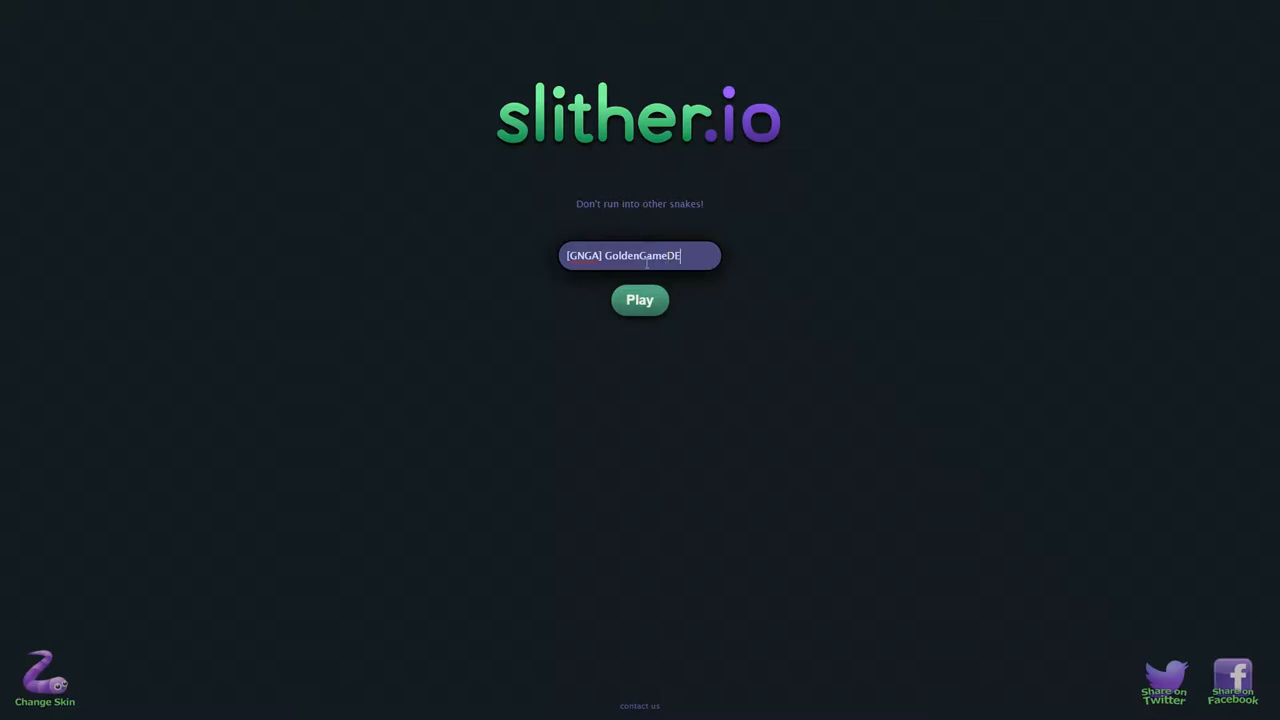 slither.io
Don't run into other snakes!
[GNGA] GoldenGameDE
Play
Change Skin
Share on
Twitter
f
Share on
Facebook
contact us